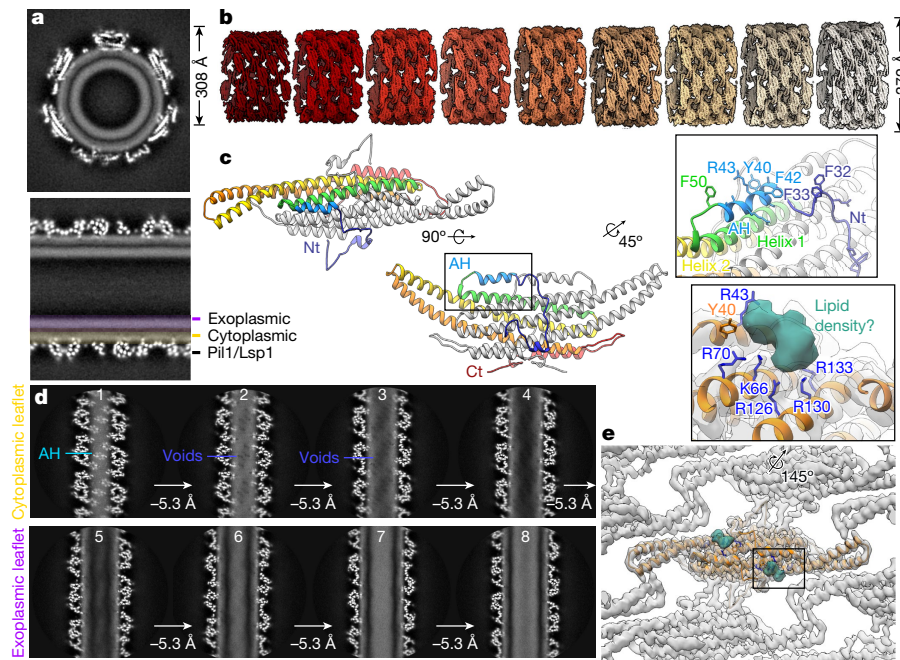 a
308 Å
Exoplasmic
Cytoplasmic
Pil1/Lsp1
b
c
Nt
90º
45º
AH
Ct
R43 Y40
F50
F42
F33
F32
Nt
AH
Helix 1
Helix 2
R43
Y40
Lipid
density?
R70
R133
K66
R126
R130
d
Cytoplasmic leaflet
1
2
3
4
AH
Voids
Voids
–5.3 Å
–5.3 Å
–5.3 Å
–5.3 Å
Exoplasmic leaflet
5
6
7
8
–5.3 Å
–5.3 Å
–5.3 Å
e
145º